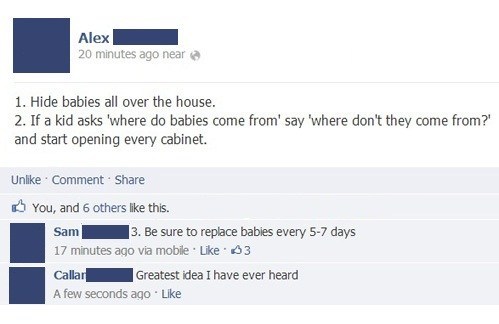 Alex
20 minutes ago near
1. Hide babies all over the house.
2. If a kid asks 'where do babies come from' say 'where don't they come from?'
and start opening every cabinet.
Unlike · Comment · Share
You, and 6 others like this.
Sam 3. Be sure to replace babies every 5-7 days
17 minutes ago via mobile · Like · 3
Callar Greatest idea I have ever heard
A few seconds ago · Like